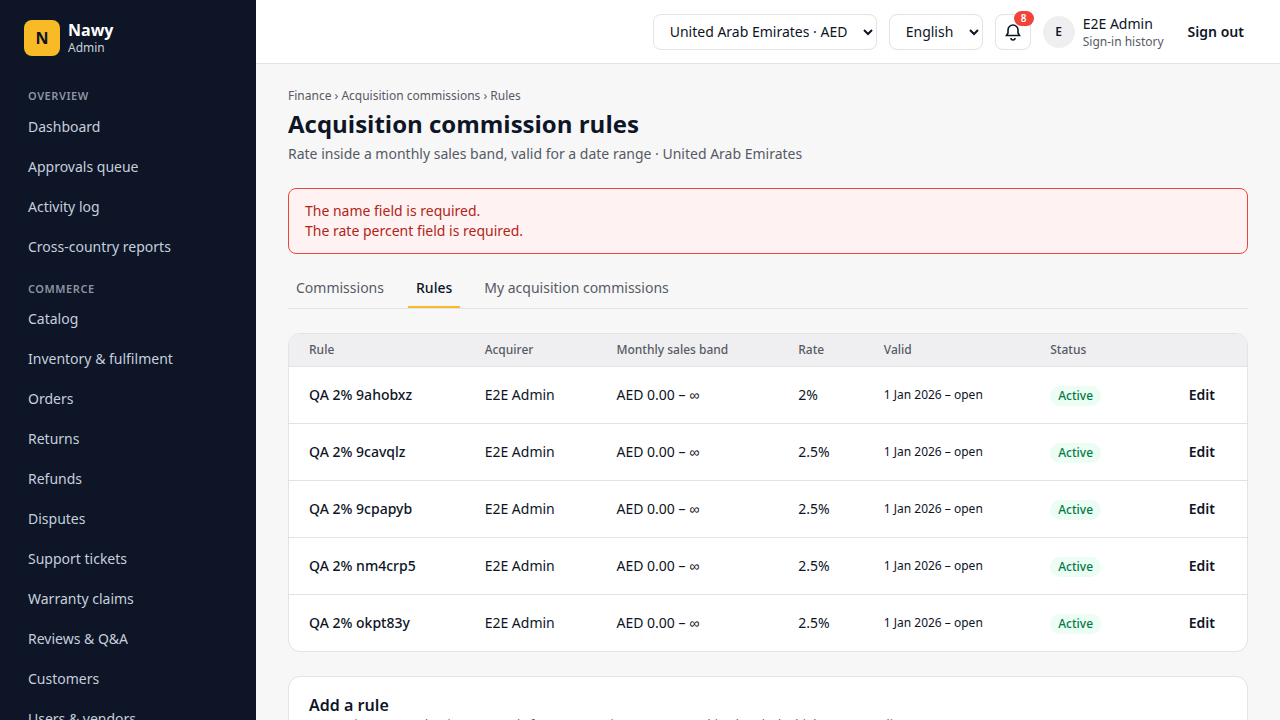 N
Nawy
Admin
United Arab Emirates · AED
English
8
E
E2E Admin
Sign-in history
Sign out
OVERVIEW
Dashboard
Approvals queue
Activity log
Cross-country reports
COMMERCE
Catalog
Inventory & fulfilment
Orders
Returns
Refunds
Disputes
Support tickets
Warranty claims
Reviews & Q&A
Customers
Users & vendors
Finance › Acquisition commissions › Rules
Acquisition commission rules
Rate inside a monthly sales band, valid for a date range · United Arab Emirates
The name field is required.
The rate percent field is required.
Commissions Rules My acquisition commissions
Rule Acquirer Monthly sales band Rate Valid Status
QA 2% 9ahobxz E2E Admin AED 0.00 – ∞ 2% 1 Jan 2026 – open Active Edit
QA 2% 9cavqlz E2E Admin AED 0.00 – ∞ 2.5% 1 Jan 2026 – open Active Edit
QA 2% 9cpapyb E2E Admin AED 0.00 – ∞ 2.5% 1 Jan 2026 – open Active Edit
QA 2% nm4crp5 E2E Admin AED 0.00 – ∞ 2.5% 1 Jan 2026 – open Active Edit
QA 2% okpt83y E2E Admin AED 0.00 – ∞ 2.5% 1 Jan 2026 – open Active Edit
Add a rule